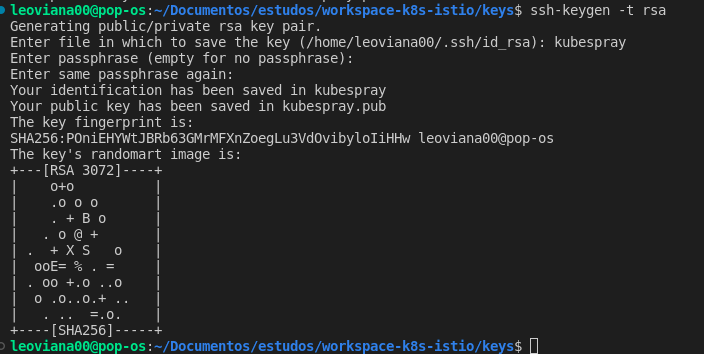 leoviana00@pop-os:~/Documentos/estudos/workspace-k8s-istio/keys$ ssh-keygen -t rsa
Generating public/private rsa key pair.
Enter file in which to save the key (/home/leoviana00/.ssh/id_rsa): kubespray
Enter passphrase (empty for no passphrase):
Enter same passphrase again:
Your identification has been saved in kubespray
Your public key has been saved in kubespray.pub
The key fingerprint is:
SHA256:POniEHYWtJBRb63GMrMFXnZoegLu3VdOvibyloIiHHw leoviana00@pop-os
The key's randomart image is:
+---[RSA 3072]----+
|    o+o          |
|    .o o o       |
|    . + B o      |
|   . o @ +       |
| .  + X S   o    |
|  ooE= % . =     |
| . oo +.o ..o    |
|  o .o..o.+ ..   |
|   . ..  =.o.    |
+----[SHA256]-----+
leoviana00@pop-os:~/Documentos/estudos/workspace-k8s-istio/keys$